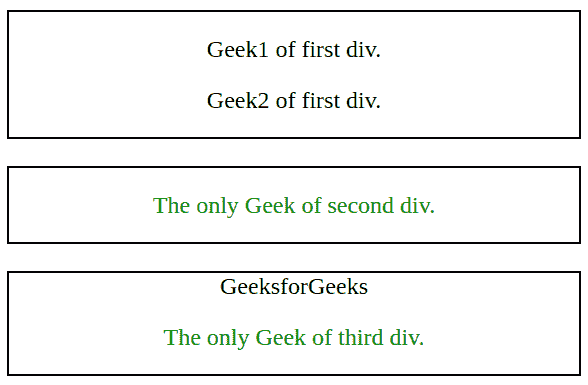 Geek1 of first div.
Geek2 of first div.
The only Geek of second div.
GeeksforGeeks
The only Geek of third div.